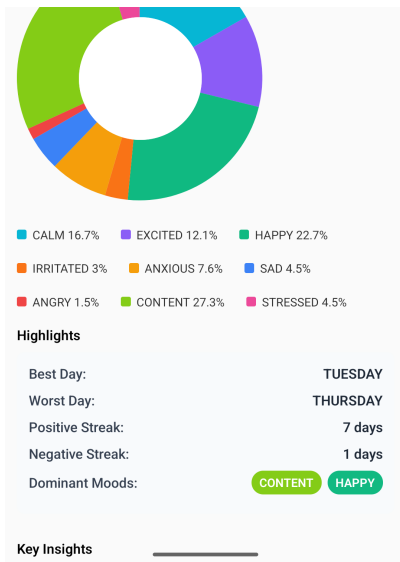 CALM 16.7% EXCITED 12.1% HAPPY 22.7%
IRRITATED 3% ANXIOUS 7.6% SAD 4.5%
ANGRY 1.5% CONTENT 27.3% STRESSED 4.5%
Highlights
Best Day: TUESDAY
Worst Day: THURSDAY
Positive Streak: 7 days
Negative Streak: 1 days
Dominant Moods: CONTENT HAPPY
Key Insights